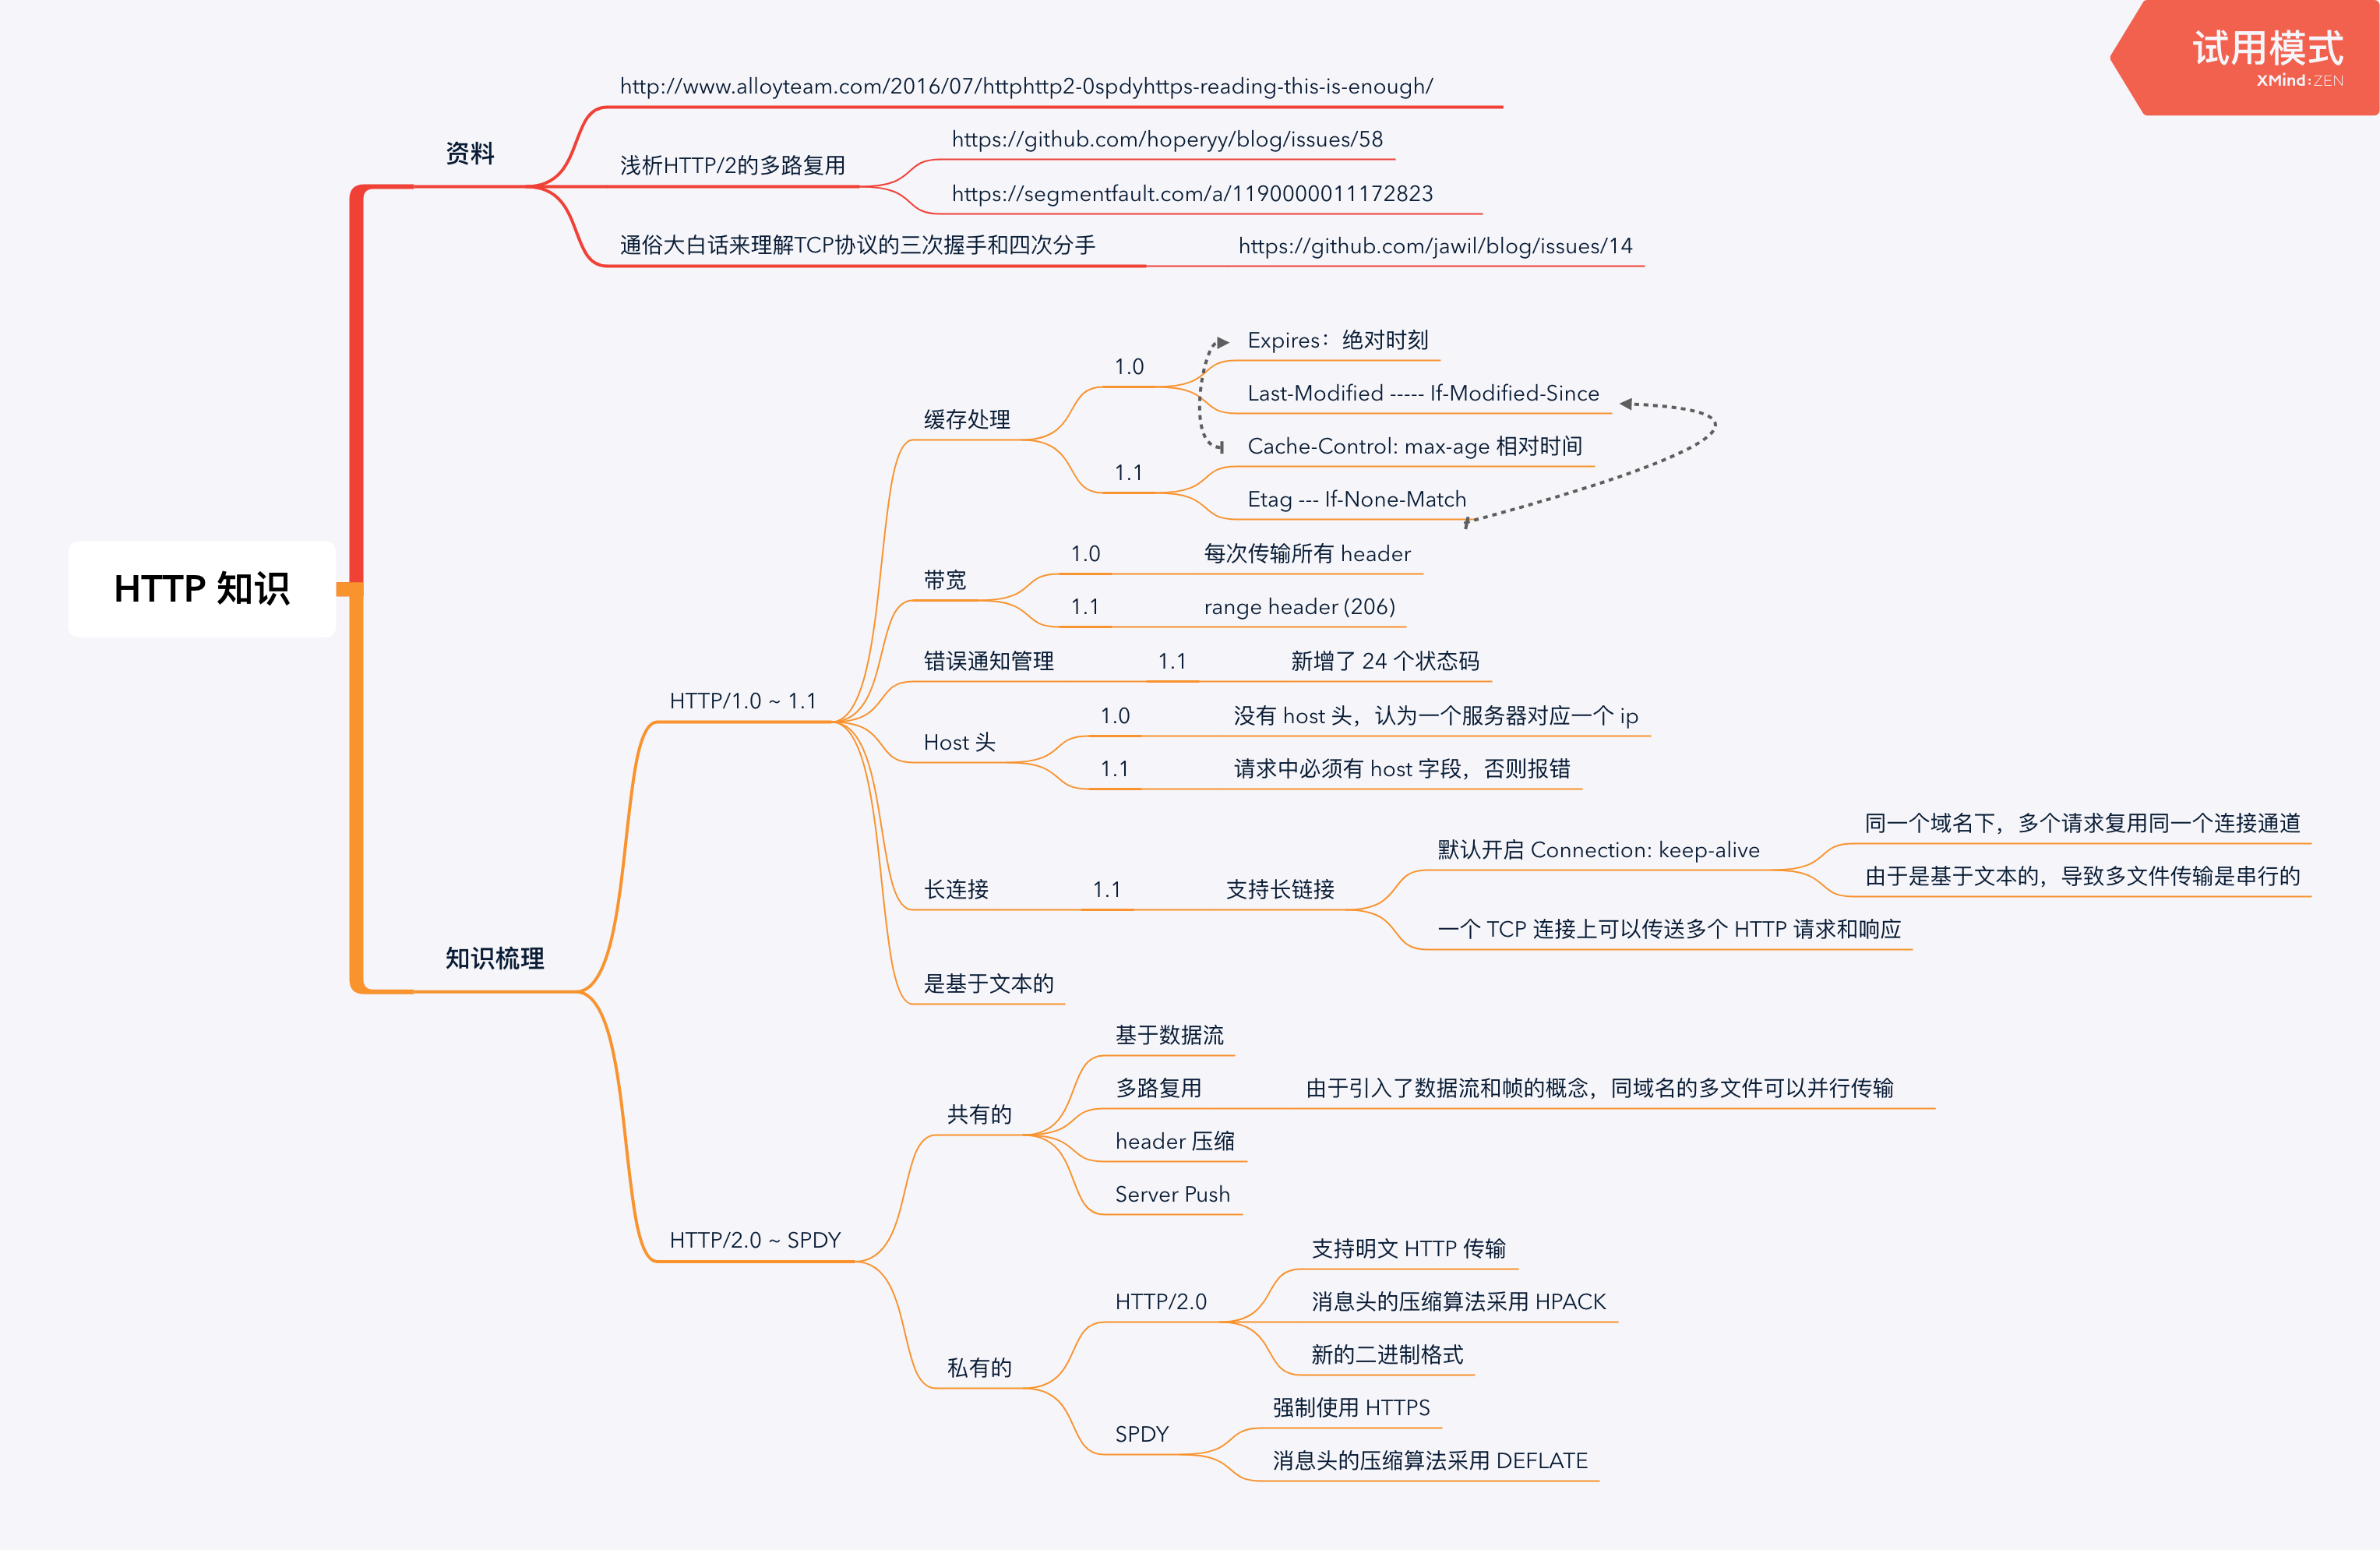 试用模式
XMind:ZEN
HTTP 知识
资料
http://www.alloyteam.com/2016/07/httphttp2-0spdyhttps-reading-this-is-enough/
浅析HTTP/2的多路复用
https://github.com/hoperyy/blog/issues/58
https://segmentfault.com/a/1190000011172823
通俗大白话来理解TCP协议的三次握手和四次分手
https://github.com/jawil/blog/issues/14
知识梳理
HTTP/1.0 ~ 1.1
缓存处理
1.0
Expires：绝对时刻
Last-Modified ----- If-Modified-Since
1.1
Cache-Control: max-age 相对时间
Etag --- If-None-Match
带宽
1.0
每次传输所有 header
1.1
range header (206)
错误通知管理
1.1
新增了 24 个状态码
Host 头
1.0
没有 host 头，认为一个服务器对应一个 ip
1.1
请求中必须有 host 字段，否则报错
长连接
1.1
支持长链接
默认开启 Connection: keep-alive
同一个域名下，多个请求复用同一个连接通道
由于是基于文本的，导致多文件传输是串行的
一个 TCP 连接上可以传送多个 HTTP 请求和响应
是基于文本的
HTTP/2.0 ~ SPDY
共有的
基于数据流
多路复用
由于引入了数据流和帧的概念，同域名的多文件可以并行传输
header 压缩
Server Push
私有的
HTTP/2.0
支持明文 HTTP 传输
消息头的压缩算法采用 HPACK
新的二进制格式
SPDY
强制使用 HTTPS
消息头的压缩算法采用 DEFLATE